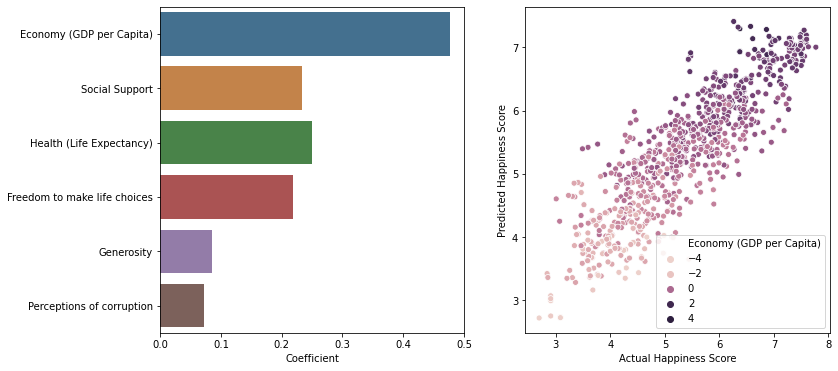 Economy (GDP per Capita)
Social Support
Health (Life Expectancy)
Freedom to make life choices
Generosity
Perceptions of corruption
0.0 0.1 0.2 0.3 0.4 0.5
Coefficient
Predicted Happiness Score
7
6
5
4
3
Economy (GDP per Capita)
−4
−2
0
2
4
3 4 5 6 7 8
Actual Happiness Score